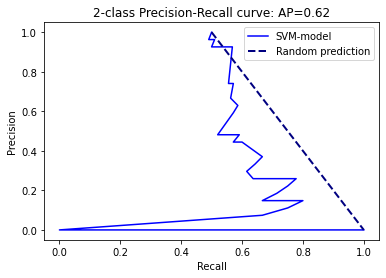 2-class Precision-Recall curve: AP=0.62
SVM-model
Random prediction
Precision
1.0
0.8
0.6
0.4
0.2
0.0
0.0 0.2 0.4 0.6 0.8 1.0
Recall